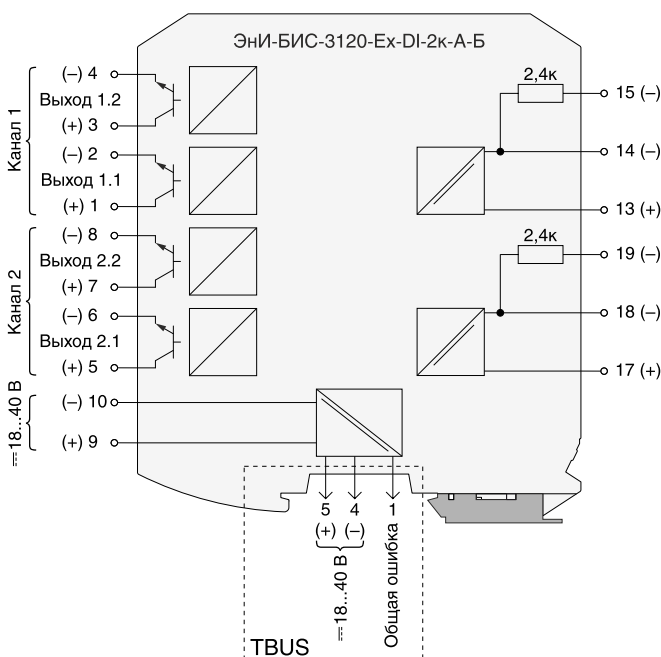 ЭнИ-БИС-3120-Ex-DI-2к-А-Б
Канал 1
(–) 4
Выход 1.2
(+) 3
(–) 2
Выход 1.1
(+) 1
Канал 2
(–) 8
Выход 2.2
(+) 7
(–) 6
Выход 2.1
(+) 5
⎓18...40 В
(–) 10
(+) 9
2,4к
15 (–)
14 (–)
13 (+)
2,4к
19 (–)
18 (–)
17 (+)
5 4 1
(+) (–)
⎓18...40 В
Общая ошибка
TBUS